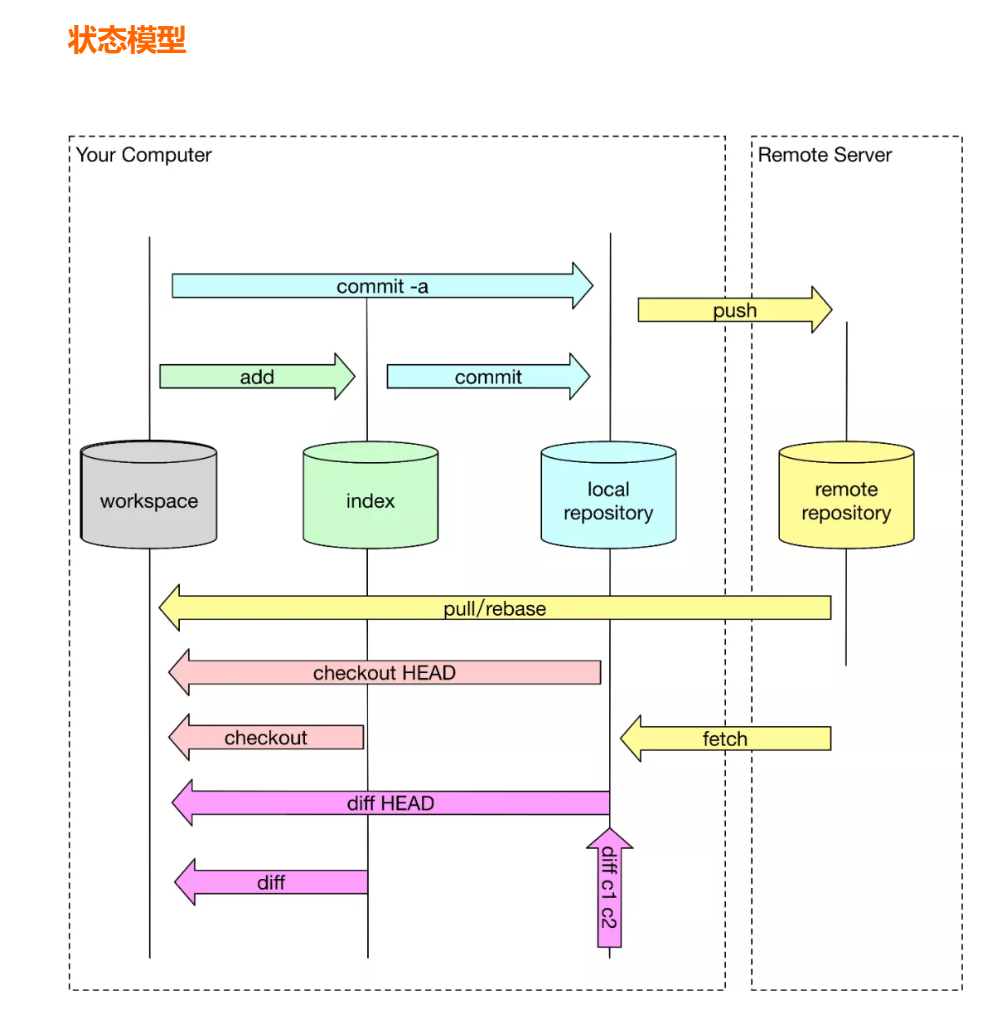 状态模型
Your Computer
Remote Server
commit -a
push
add
commit
workspace
index
local
repository
remote
repository
pull/rebase
checkout HEAD
checkout
fetch
diff HEAD
diff c1 c2
diff